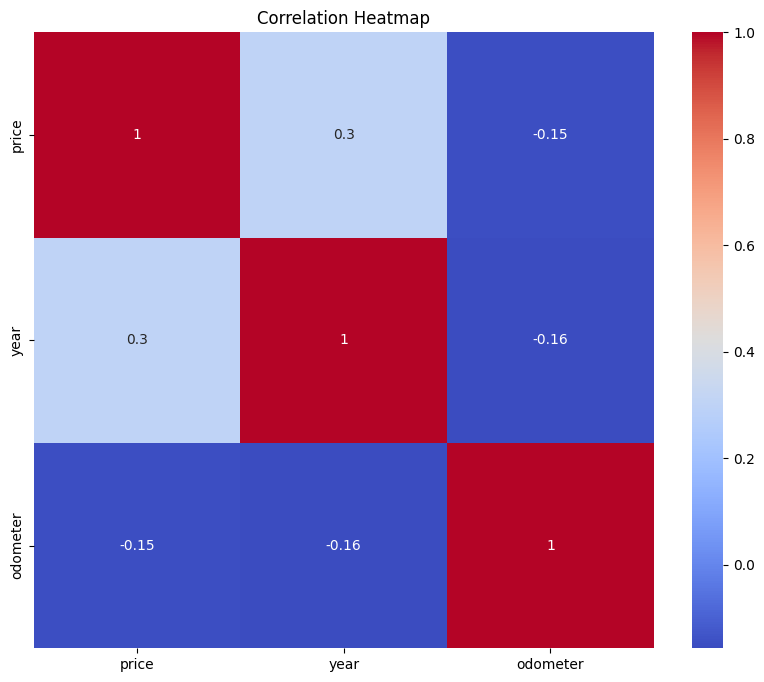 Correlation Heatmap
price
1
0.3
-0.15
year
0.3
1
-0.16
odometer
-0.15
-0.16
1
price
year
odometer
1.0
0.8
0.6
0.4
0.2
0.0